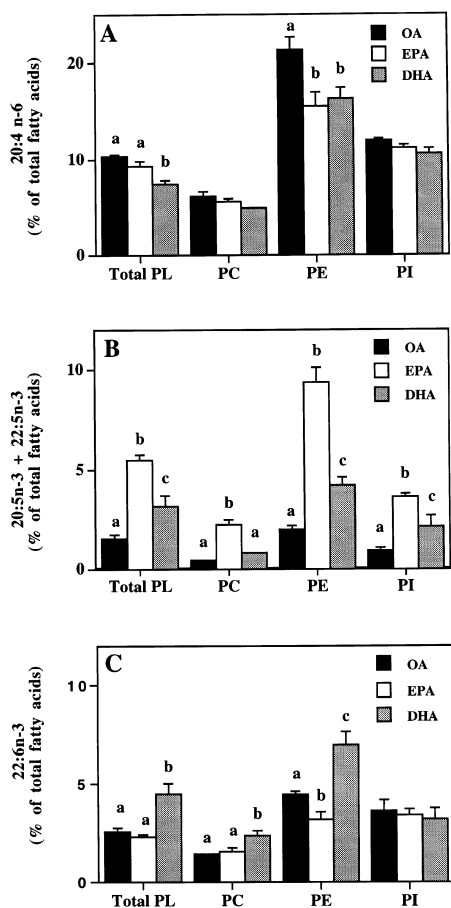 A
OA
EPA
DHA
20:4 n-6
(% of total fatty acids)
20
10
0
a a b
a b b
Total PL PC PE PI
B
OA
EPA
DHA
20:5n-3 + 22:5n-3
(% of total fatty acids)
10
5
0
a b c
a b a
a b c
a b c
Total PL PC PE PI
C
OA
EPA
DHA
22:6n-3
(% of total fatty acids)
10
5
0
a a b
a a b
a b c
Total PL PC PE PI